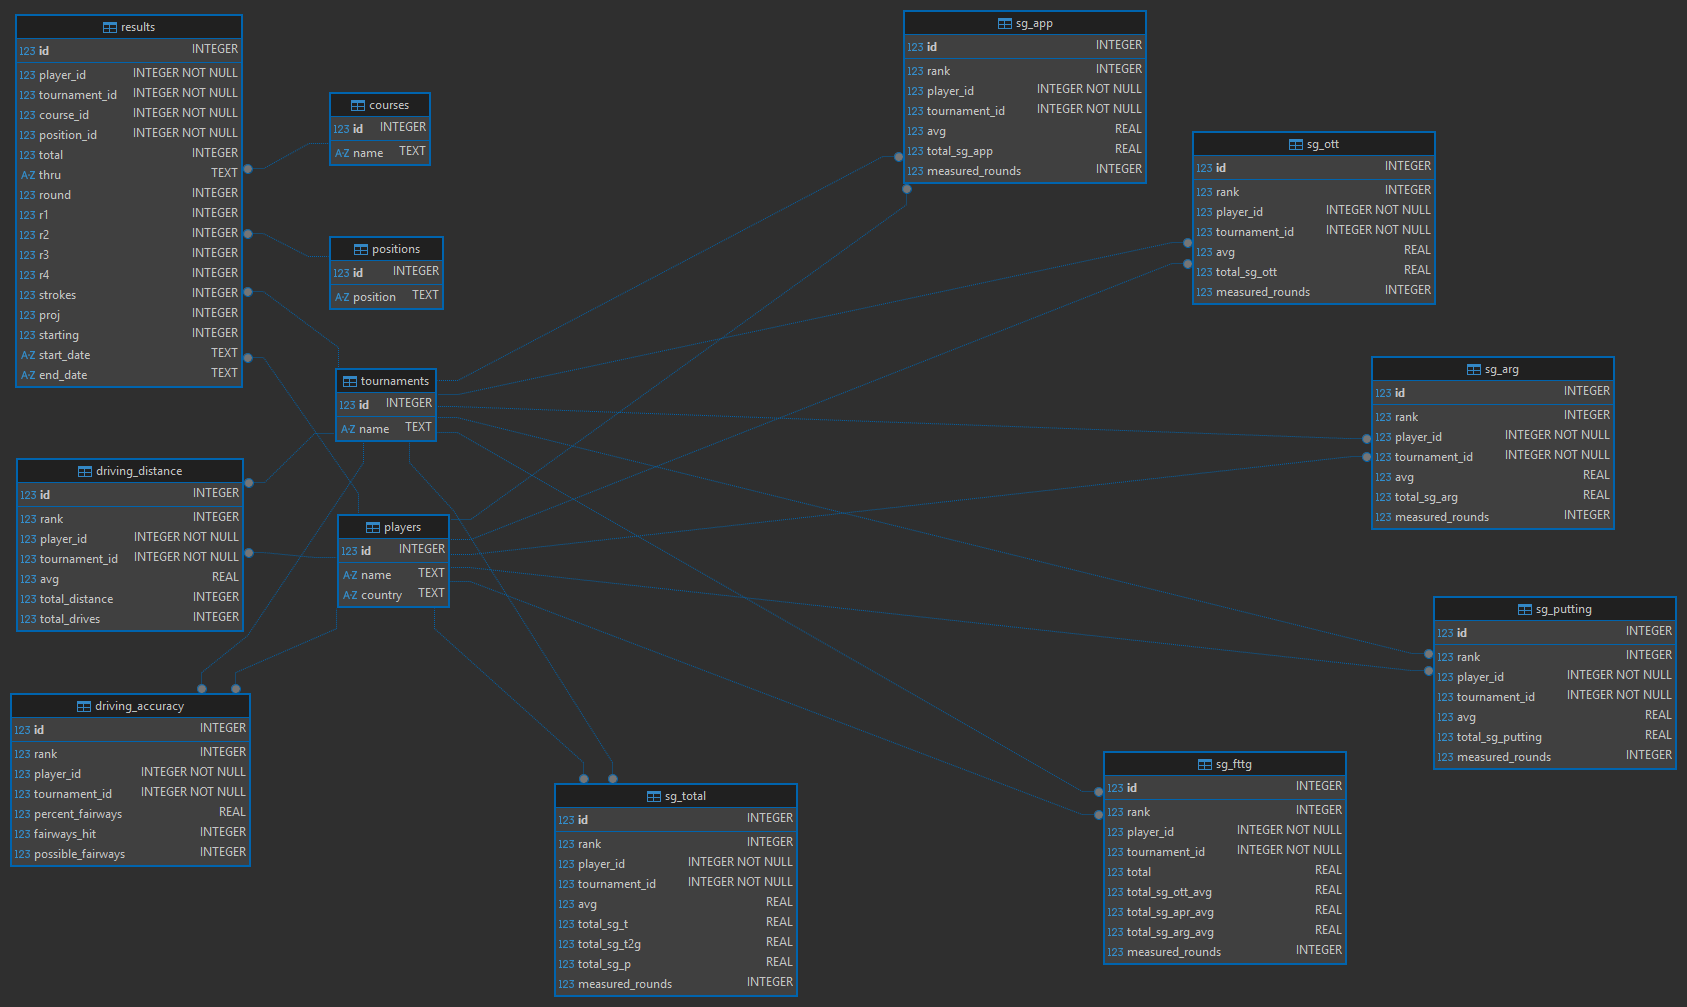 results
123 id INTEGER
123 player_id INTEGER NOT NULL
123 tournament_id INTEGER NOT NULL
123 course_id INTEGER NOT NULL
123 position_id INTEGER NOT NULL
123 total INTEGER
A-Z thru TEXT
123 round INTEGER
123 r1 INTEGER
123 r2 INTEGER
123 r3 INTEGER
123 r4 INTEGER
123 strokes INTEGER
123 proj INTEGER
123 starting INTEGER
A-Z start_date TEXT
A-Z end_date TEXT
courses
123 id INTEGER
A-Z name TEXT
positions
123 id INTEGER
A-Z position TEXT
tournaments
123 id INTEGER
A-Z name TEXT
players
123 id INTEGER
A-Z name TEXT
A-Z country TEXT
driving_distance
123 id INTEGER
123 rank INTEGER
123 player_id INTEGER NOT NULL
123 tournament_id INTEGER NOT NULL
123 avg REAL
123 total_distance INTEGER
123 total_drives INTEGER
driving_accuracy
123 id INTEGER
123 rank INTEGER
123 player_id INTEGER NOT NULL
123 tournament_id INTEGER NOT NULL
123 percent_fairways REAL
123 fairways_hit INTEGER
123 possible_fairways INTEGER
sg_total
123 id INTEGER
123 rank INTEGER
123 player_id INTEGER NOT NULL
123 tournament_id INTEGER NOT NULL
123 avg REAL
123 total_sg_t REAL
123 total_sg_t2g REAL
123 total_sg_p REAL
123 measured_rounds INTEGER
sg_app
123 id INTEGER
123 rank INTEGER
123 player_id INTEGER NOT NULL
123 tournament_id INTEGER NOT NULL
123 avg REAL
123 total_sg_app REAL
123 measured_rounds INTEGER
sg_ott
123 id INTEGER
123 rank INTEGER
123 player_id INTEGER NOT NULL
123 tournament_id INTEGER NOT NULL
123 avg REAL
123 total_sg_ott REAL
123 measured_rounds INTEGER
sg_arg
123 id INTEGER
123 rank INTEGER
123 player_id INTEGER NOT NULL
123 tournament_id INTEGER NOT NULL
123 avg REAL
123 total_sg_arg REAL
123 measured_rounds INTEGER
sg_putting
123 id INTEGER
123 rank INTEGER
123 player_id INTEGER NOT NULL
123 tournament_id INTEGER NOT NULL
123 avg REAL
123 total_sg_putting REAL
123 measured_rounds INTEGER
sg_fttg
123 id INTEGER
123 rank INTEGER
123 player_id INTEGER NOT NULL
123 tournament_id INTEGER NOT NULL
123 total REAL
123 total_sg_ott_avg REAL
123 total_sg_apr_avg REAL
123 total_sg_arg_avg REAL
123 measured_rounds INTEGER